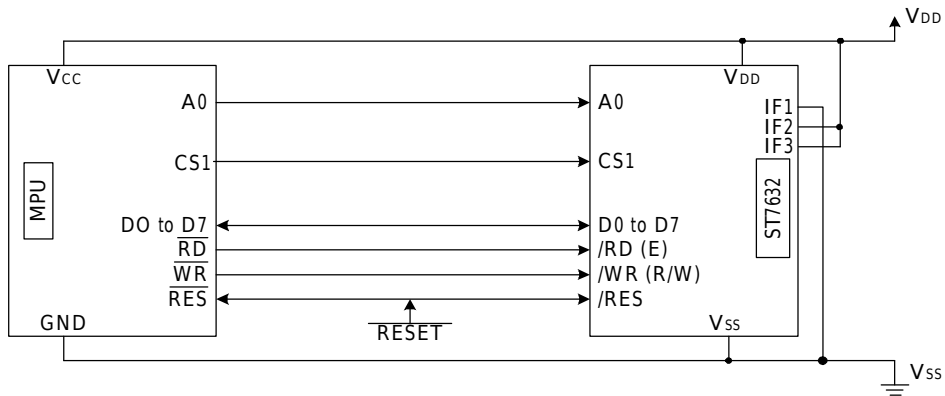 VDD
VCC
VDD
A0
A0
IF1
IF2
IF3
CS1
CS1
MPU
ST7632
DO to D7
D0 to D7
RD
/RD (E)
WR
/WR (R/W)
RES
/RES
GND
RESET
VSS
VSS